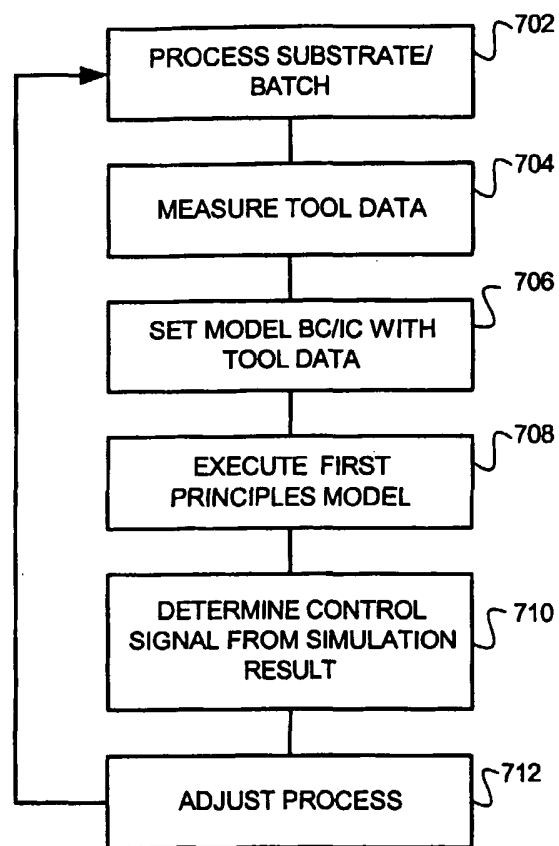 702
PROCESS SUBSTRATE/
BATCH
704
MEASURE TOOL DATA
706
SET MODEL BC/IC WITH
TOOL DATA
708
EXECUTE FIRST
PRINCIPLES MODEL
710
DETERMINE CONTROL
SIGNAL FROM SIMULATION
RESULT
712
ADJUST PROCESS